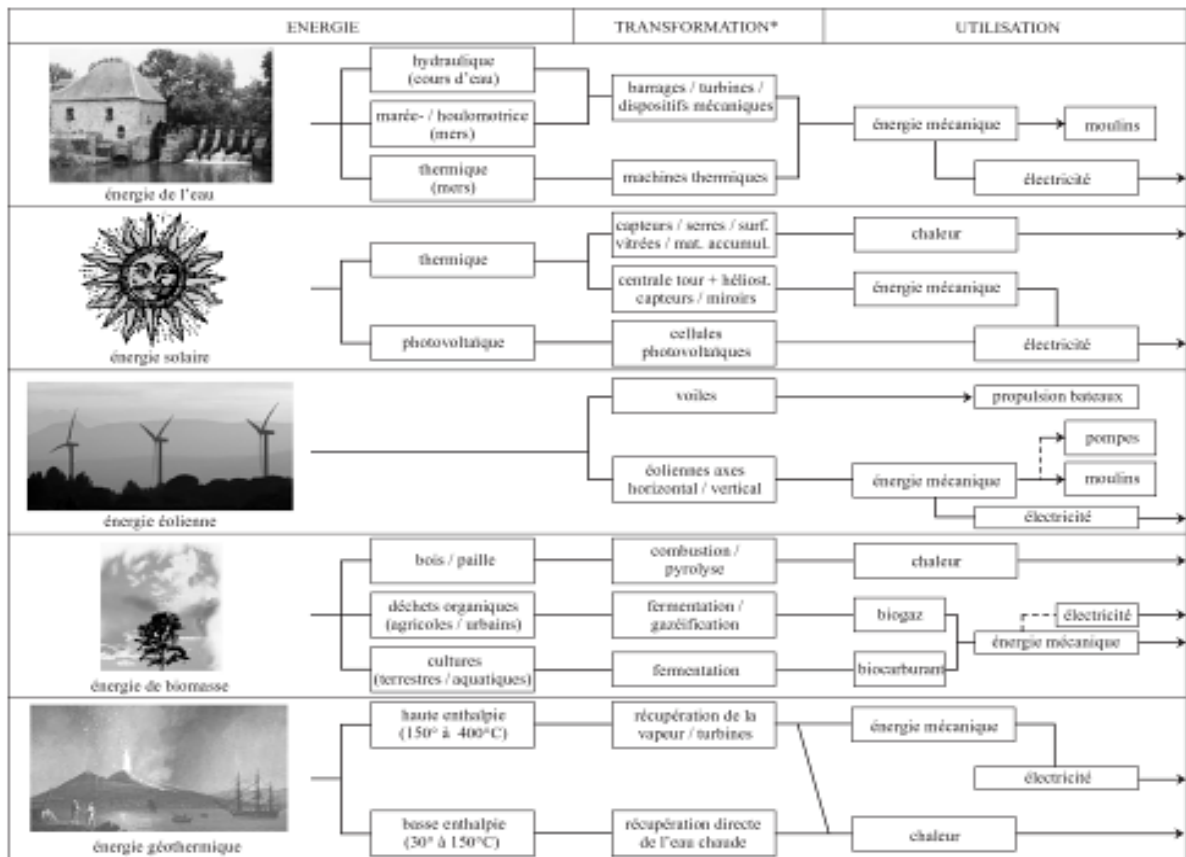 ENERGIE TRANSFORMATION* UTILISATION
hydraulique
(cours d'eau)
marée- / houlomotrice
(mers)
thermique
(mers)
barrages / turbines /
dispositifs mécaniques
machines thermiques
énergie mécanique
moulins
électricité
énergie de l'eau
thermique
photovoltaïque
capteurs / serres / surf.
vitrées / mat. accumul.
centrale tour + héliost.
capteurs / miroirs
cellules
photovoltaïques
chaleur
énergie mécanique
électricité
énergie solaire
voiles
éoliennes axes
horizontal / vertical
propulsion bateaux
énergie mécanique
pompes
moulins
électricité
énergie éolienne
bois / paille
déchets organiques
(agricoles / urbains)
cultures
(terrestres / aquatiques)
combustion /
pyrolyse
fermentation /
gazéification
fermentation
chaleur
biogaz
biocarburant
électricité
énergie mécanique
énergie de biomasse
haute enthalpie
(150° à 400°C)
basse enthalpie
(30° à 150°C)
récupération de la
vapeur / turbines
récupération directe
de l'eau chaude
énergie mécanique
électricité
chaleur
énergie géothermique